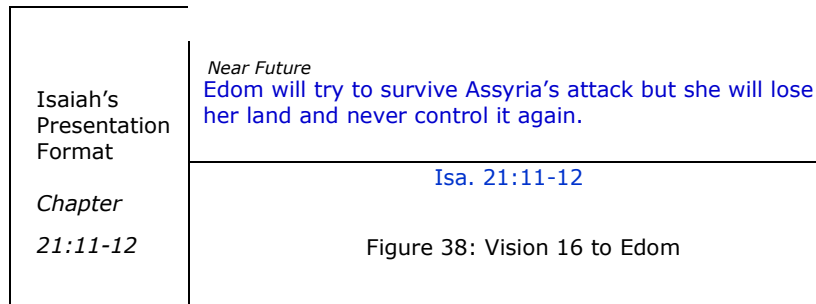 Isaiah's
Presentation
Format
Chapter
21:11-12
Near Future
Edom will try to survive Assyria's attack but she will lose
her land and never control it again.
Isa. 21:11-12
Figure 38: Vision 16 to Edom